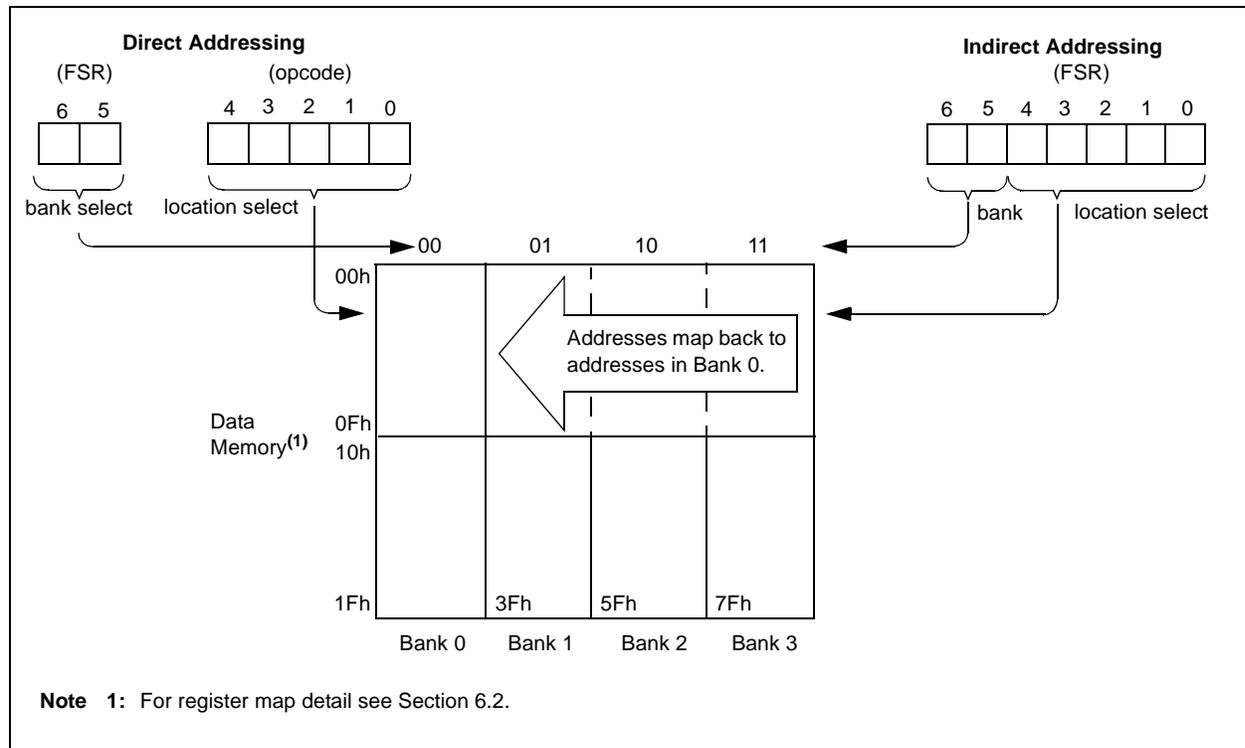 Direct Addressing
(FSR) (opcode)
6 5 4 3 2 1 0
bank select location select
Indirect Addressing
(FSR)
6 5 4 3 2 1 0
bank location select
00 01 10 11
00h
Addresses map back to
addresses in Bank 0.
0Fh
Data
Memory(1)
10h
1Fh 3Fh 5Fh 7Fh
Bank 0 Bank 1 Bank 2 Bank 3
Note 1: For register map detail see Section 6.2.